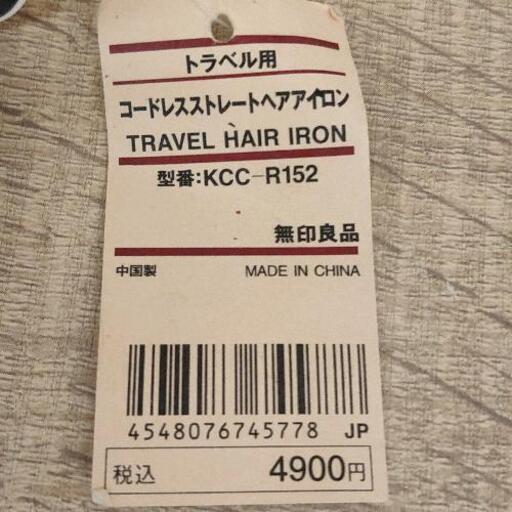 トラベル用
コードレスストレートヘアアイロン
TRAVEL HAIR IRON
型番:KCC-R152
無印良品
中国製 MADE IN CHINA
4548076745778 JP
税込 4900円